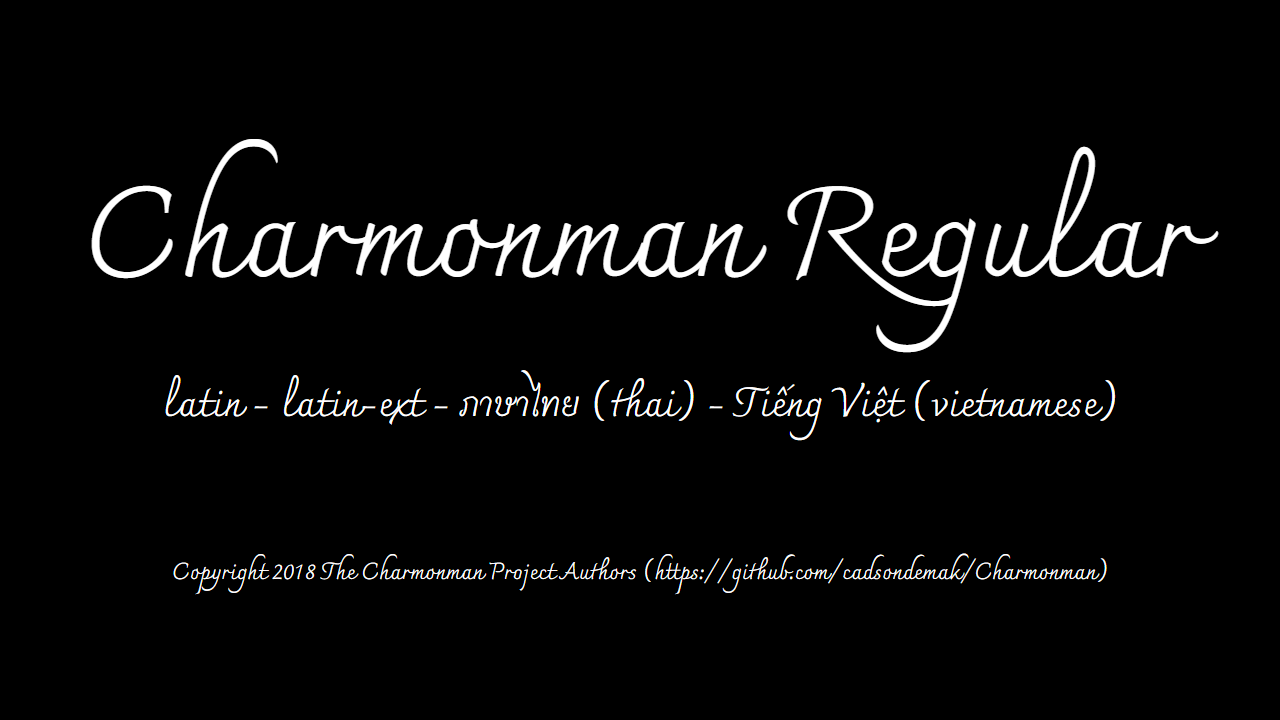 Charmonman Regular
latin - latin-ext - ภาษาไทย (thai) - Tiếng Việt (vietnamese)
Copyright 2018 The Charmonman Project Authors (https://github.com/cadsondemak/Charmonman)